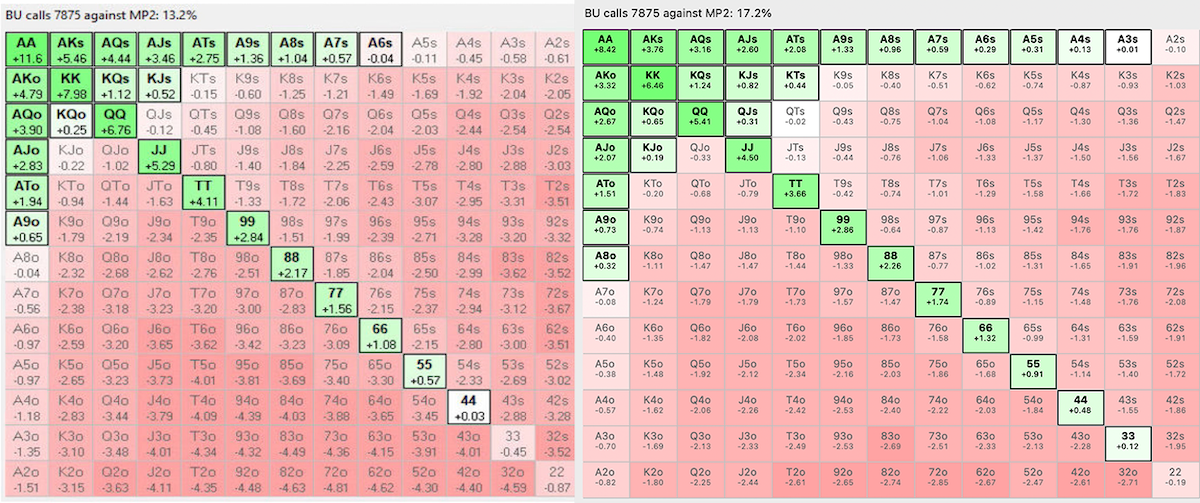 BU calls 7875 against MP2: 13.2%
AA AKs AQs AJs ATs A9s A8s A7s A6s A5s A4s A3s A2s
+11.6 +5.46 +4.44 +3.46 +2.75 +1.36 +1.04 +0.57 -0.04 -0.11 -0.45 -0.58 -0.61
AKo KK KQs KJs KTs K9s K8s K7s K6s K5s K4s K3s K2s
+4.79 +7.98 +1.12 +0.52 -0.15 -0.60 -1.25 -1.21 -1.49 -1.69 -1.92 -2.04 -2.05
AQo KQo QQ QJs QTs Q9s Q8s Q7s Q6s Q5s Q4s Q3s Q2s
+3.90 +0.25 +6.76 -0.12 -0.45 -1.08 -1.60 -2.16 -2.04 -2.03 -2.44 -2.54 -2.54
AJo KJo QJo JJ JTs J9s J8s J7s J6s J5s J4s J3s J2s
+2.83 -0.22 -1.02 +5.29 -0.80 -1.40 -1.84 -2.25 -2.59 -2.78 -2.80 -2.88 -3.03
ATo KTo QTo JTo TT T9s T8s T7s T6s T5s T4s T3s T2s
+1.94 -0.94 -1.44 -1.63 +4.11 -1.33 -1.72 -2.06 -2.43 -3.07 -2.95 -3.31 -3.51
A9o K9o Q9o J9o T9o 99 98s 97s 96s 95s 94s 93s 92s
+0.65 -1.79 -2.19 -2.34 -2.35 +2.84 -1.51 -1.99 -2.39 -2.71 -3.28 -3.20 -3.32
A8o K8o Q8o J8o T8o 98o 88 87s 86s 85s 84s 83s 82s
-0.04 -2.32 -2.68 -2.62 -2.76 -2.51 +2.17 -1.85 -2.04 -2.50 -2.99 -3.62 -3.52
A7o K7o Q7o J7o T7o 97o 87o 77 76s 75s 74s 73s 72s
-0.56 -2.38 -3.18 -3.23 -3.20 -3.00 -2.83 +1.56 -2.15 -2.37 -2.94 -3.12 -3.67
A6o K6o Q6o J6o T6o 96o 86o 76o 66 65s 64s 63s 62s
-0.97 -2.59 -3.20 -3.65 -3.62 -3.42 -3.23 -3.09 +1.08 -2.15 -2.80 -3.00 -3.51
A5o K5o Q5o J5o T5o 95o 85o 75o 65o 55 54s 53s 52s
-0.97 -2.65 -3.23 -3.73 -4.01 -3.81 -3.69 -3.40 -3.30 +0.57 -2.33 -2.69 -3.02
A4o K4o Q4o J4o T4o 94o 84o 74o 64o 54o 44 43s 42s
-1.18 -2.83 -3.44 -3.79 -4.09 -4.39 -4.03 -3.88 -3.65 -3.45 +0.03 -2.88 -3.28
A3o K3o Q3o J3o T3o 93o 83o 73o 63o 53o 43o 33 32s
-1.35 -3.10 -3.48 -4.01 -4.34 -4.32 -4.49 -4.36 -4.15 -3.91 -4.01 -0.45 -3.52
A2o K2o Q2o J2o T2o 92o 82o 72o 62o 52o 42o 32o 22
-1.51 -3.15 -3.63 -4.11 -4.35 -4.48 -4.63 -4.81 -4.62 -4.30 -4.40 -4.59 -0.87
BU calls 7875 against MP2: 17.2%
AA AKs AQs AJs ATs A9s A8s A7s A6s A5s A4s A3s A2s
+8.42 +3.76 +3.16 +2.60 +2.08 +1.33 +0.96 +0.59 +0.29 +0.31 +0.13 +0.01 -0.10
AKo KK KQs KJs KTs K9s K8s K7s K6s K5s K4s K3s K2s
+3.32 +6.46 +1.24 +0.82 +0.44 -0.05 -0.40 -0.51 -0.62 -0.74 -0.87 -0.93 -1.03
AQo KQo QQ QJs QTs Q9s Q8s Q7s Q6s Q5s Q4s Q3s Q2s
+2.67 +0.65 +5.41 +0.31 -0.02 -0.43 -0.75 -1.04 -1.08 -1.17 -1.30 -1.36 -1.47
AJo KJo QJo JJ JTs J9s J8s J7s J6s J5s J4s J3s J2s
+2.07 +0.19 -0.33 +4.50 -0.13 -0.44 -0.76 -1.06 -1.33 -1.37 -1.50 -1.56 -1.67
ATo KTo QTo JTo TT T9s T8s T7s T6s T5s T4s T3s T2s
+1.51 -0.20 -0.68 -0.79 +3.66 -0.42 -0.74 -1.01 -1.29 -1.58 -1.66 -1.73 -1.83
A9o K9o Q9o J9o T9o 99 98s 97s 96s 95s 94s 93s 92s
+0.73 -0.74 -1.13 -1.13 -1.10 +2.86 -0.64 -0.87 -1.13 -1.42 -1.76 -1.76 -1.87
A8o K8o Q8o J8o T8o 98o 88 87s 86s 85s 84s 83s 82s
+0.32 -1.11 -1.47 -1.47 -1.44 -1.33 +2.26 -0.77 -1.02 -1.31 -1.65 -1.91 -1.96
A7o K7o Q7o J7o T7o 97o 87o 77 76s 75s 74s 73s 72s
-0.08 -1.24 -1.79 -1.79 -1.73 -1.57 -1.47 +1.74 -0.89 -1.15 -1.48 -1.76 -2.08
A6o K6o Q6o J6o T6o 96o 86o 76o 66 65s 64s 63s 62s
-0.40 -1.35 -1.82 -2.08 -2.02 -1.85 -1.73 -1.58 +1.32 -0.99 -1.31 -1.59 -1.91
A5o K5o Q5o J5o T5o 95o 85o 75o 65o 55 54s 53s 52s
-0.38 -1.48 -1.92 -2.12 -2.34 -2.16 -2.03 -1.86 -1.68 +0.91 -1.14 -1.40 -1.72
A4o K4o Q4o J4o T4o 94o 84o 74o 64o 54o 44 43s 42s
-0.57 -1.62 -2.06 -2.26 -2.42 -2.53 -2.40 -2.22 -2.03 -1.84 +0.48 -1.55 -1.86
A3o K3o Q3o J3o T3o 93o 83o 73o 63o 53o 43o 33 32s
-0.70 -1.69 -2.13 -2.33 -2.49 -2.53 -2.69 -2.51 -2.33 -2.13 -2.28 +0.12 -1.95
A2o K2o Q2o J2o T2o 92o 82o 72o 62o 52o 42o 32o 22
-0.82 -1.80 -2.25 -2.44 -2.61 -2.65 -2.74 -2.85 -2.67 -2.47 -2.61 -2.71 -0.19